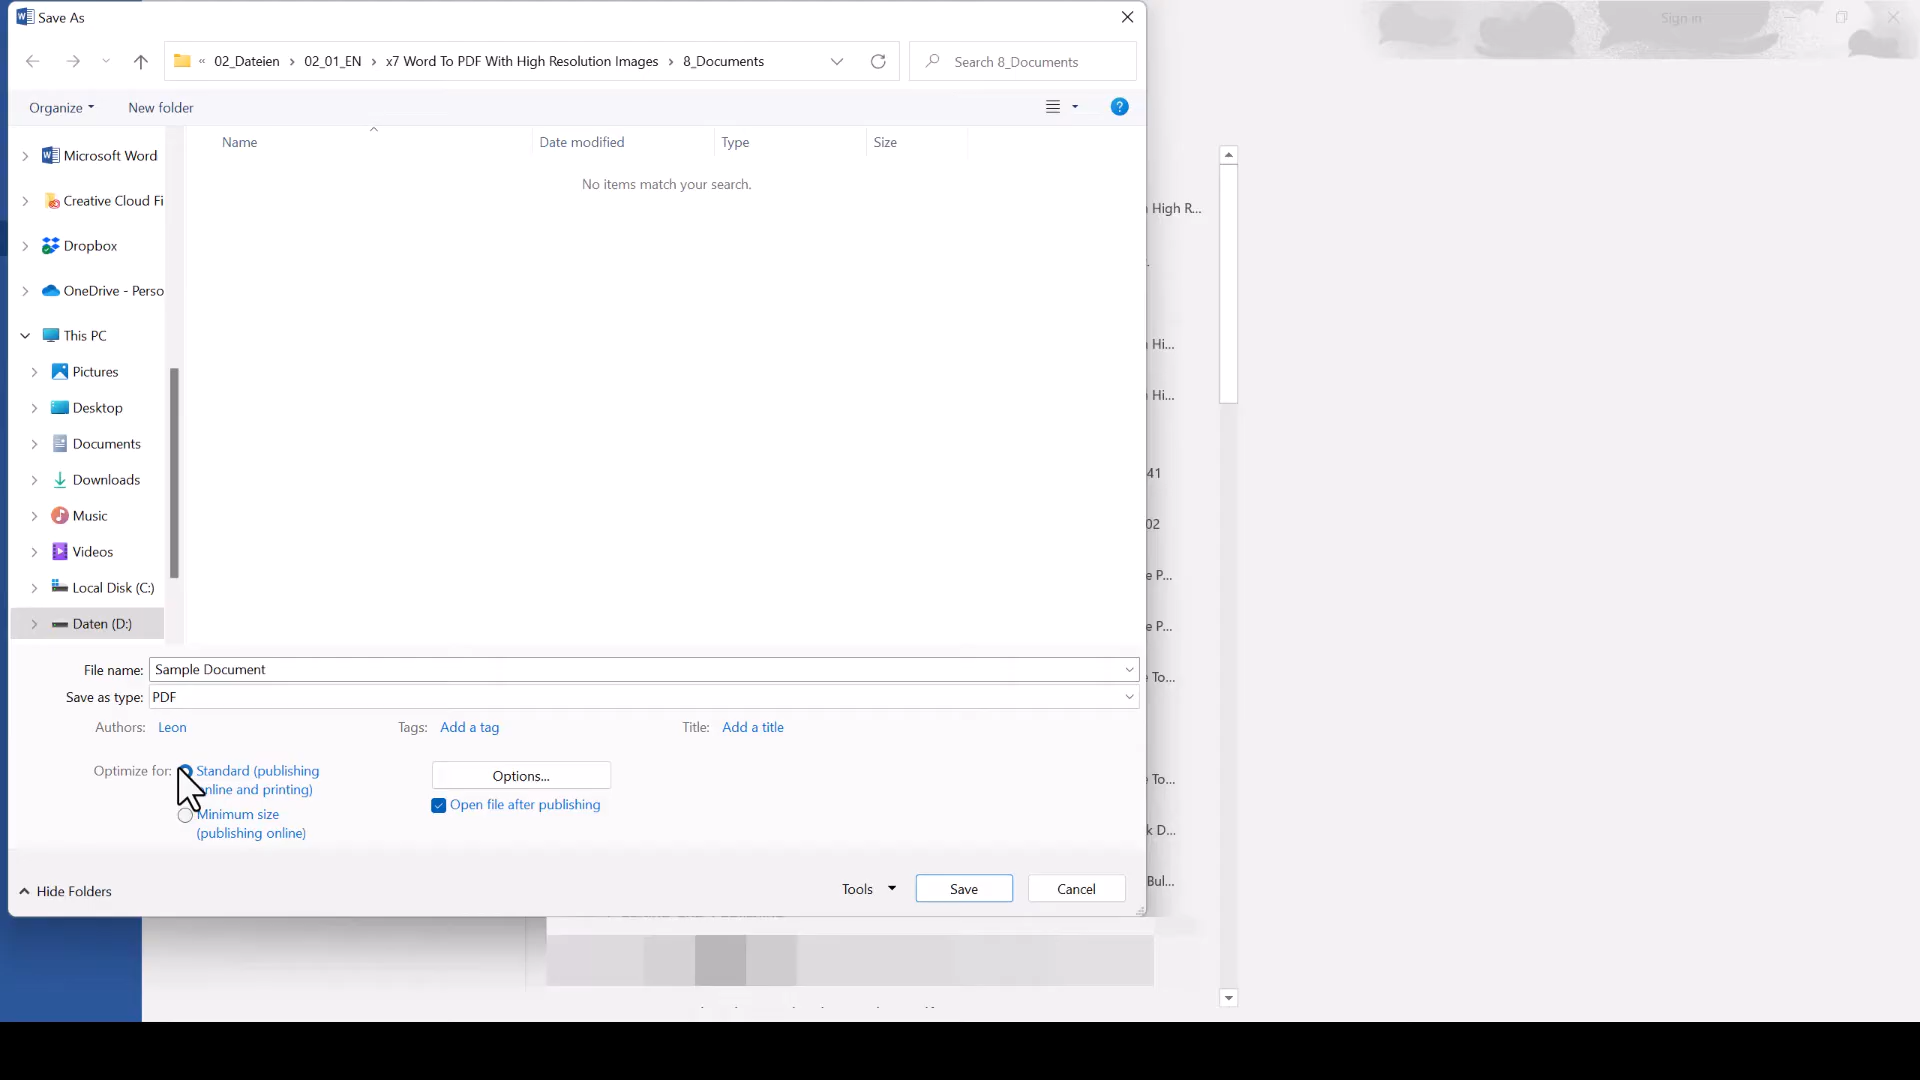 Save As
Sign in
« 02_Dateien › 02_01_EN › x7 Word To PDF With High Resolution Images › 8_Documents
Search 8_Documents
Organize
New folder
?
Name
Date modified
Type
Size
No items match your search.
Microsoft Word
Creative Cloud Fi
Dropbox
OneDrive - Perso
This PC
Pictures
Desktop
Documents
Downloads
Music
Videos
Local Disk (C:)
Daten (D:)
High R...
Hi...
Hi...
41
02
e P...
e P...
To...
To...
k D...
Bul...
File name: Sample Document
Save as type: PDF
Authors: Leon
Tags: Add a tag
Title: Add a title
Optimize for: Standard (publishing
online and printing)
Minimum size
(publishing online)
Options...
Open file after publishing
Hide Folders
Tools
Save
Cancel